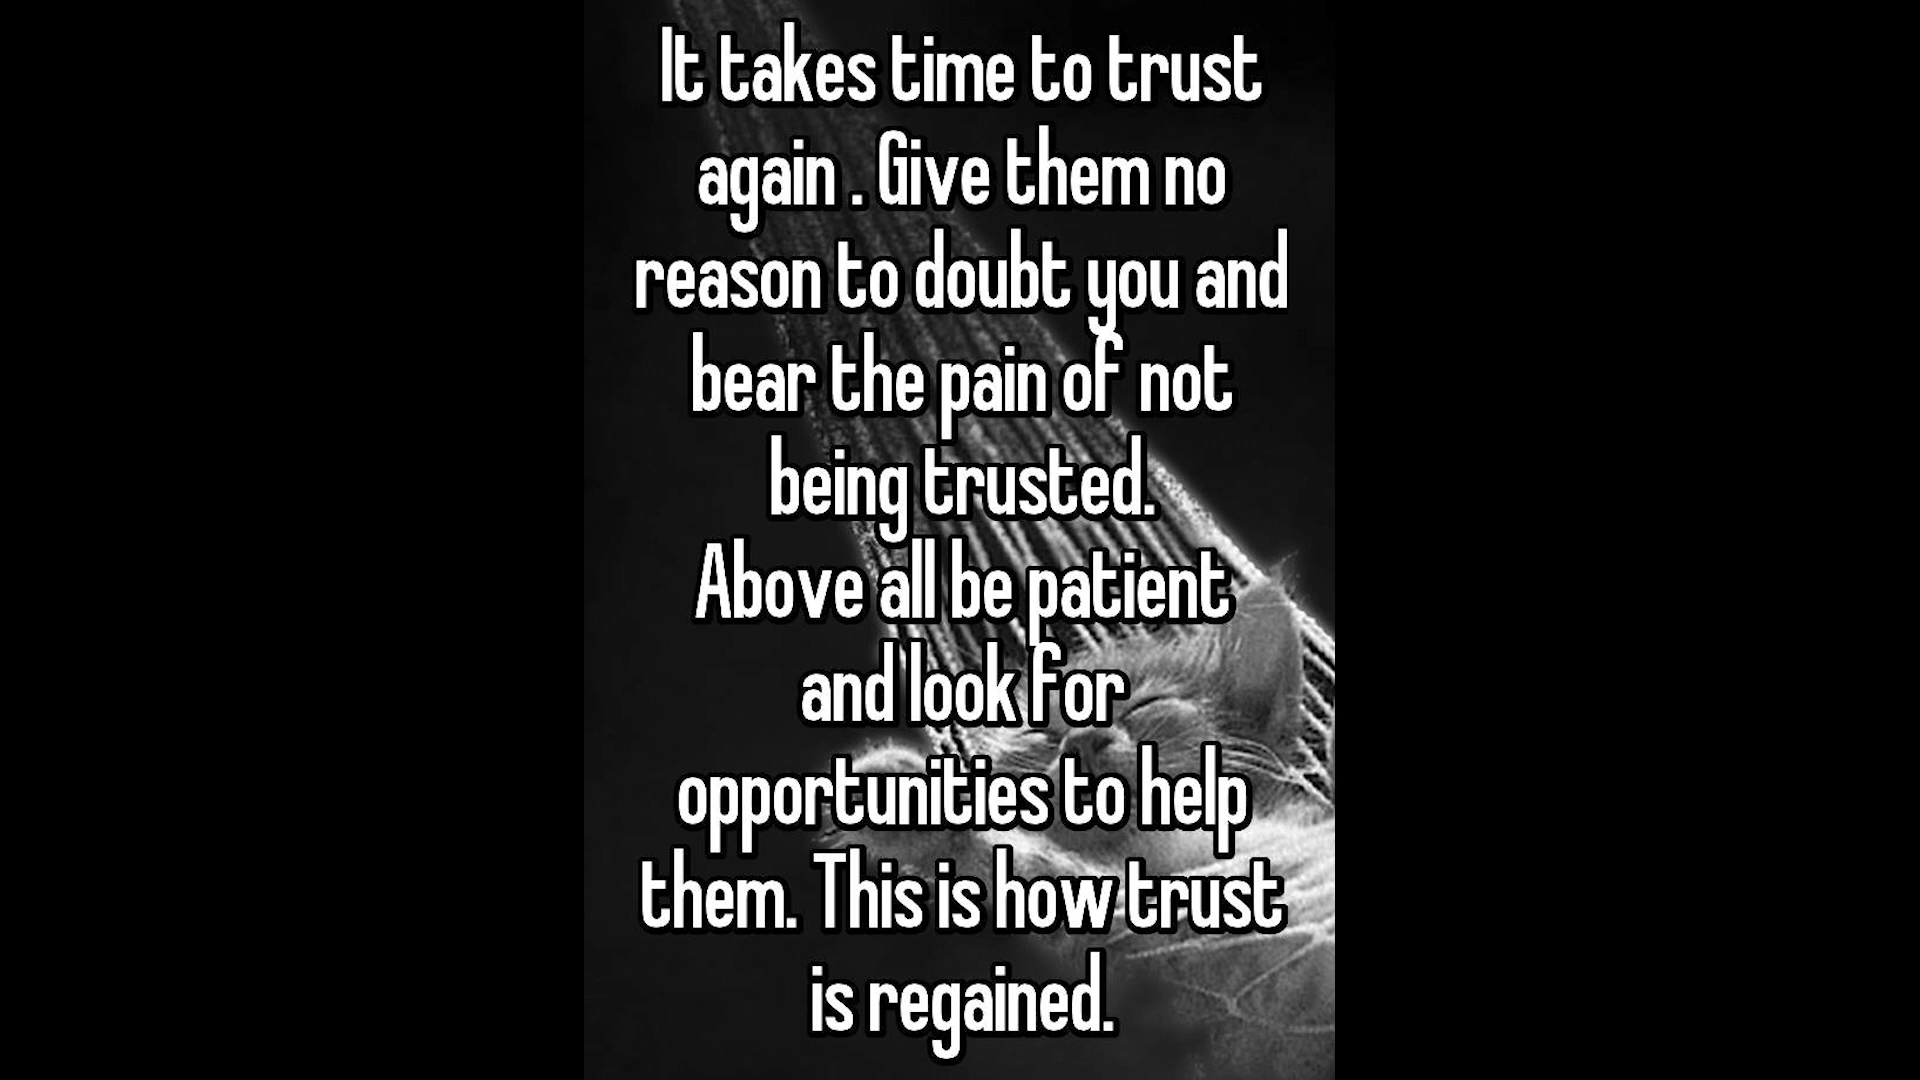 It takes time to trust
again . Give them no
reason to doubt you and
bear the pain of not
being trusted.
Above all be patient
and look for
opportunities to help
them. This is how trust
is regained.